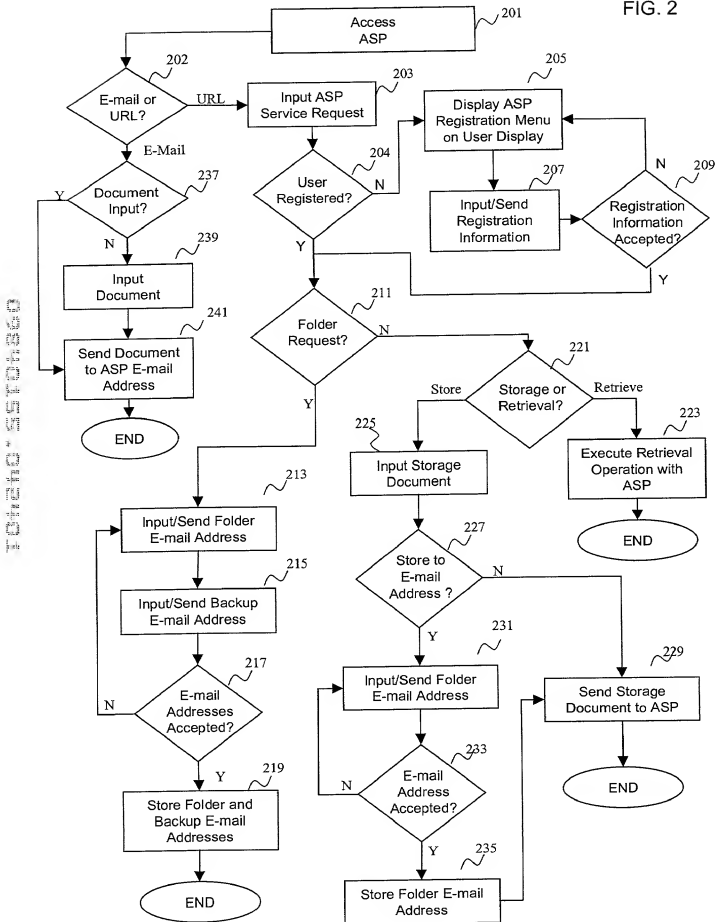 FIG. 2
Access
ASP
201
202
E-mail or
URL?
URL
203
Input ASP
Service Request
205
Display ASP
Registration Menu
on User Display
E-Mail
204
User
Registered?
N
207
Input/Send
Registration
Information
N
209
Registration
Information
Accepted?
Y
237
Document
Input?
Y
N
239
Input
Document
241
Send Document
to ASP E-mail
Address
END
Y
211
Folder
Request?
N
Y
221
Storage or
Retrieval?
Store
Retrieve
223
Execute Retrieval
Operation with
ASP
END
225
Input Storage
Document
213
Input/Send Folder
E-mail Address
215
Input/Send Backup
E-mail Address
217
E-mail
Addresses
Accepted?
N
Y
219
Store Folder and
Backup E-mail
Addresses
END
227
Store to
E-mail
Address ?
N
Y
231
Input/Send Folder
E-mail Address
233
E-mail
Address
Accepted?
N
Y
235
Store Folder E-mail
Address
229
Send Storage
Document to ASP
END